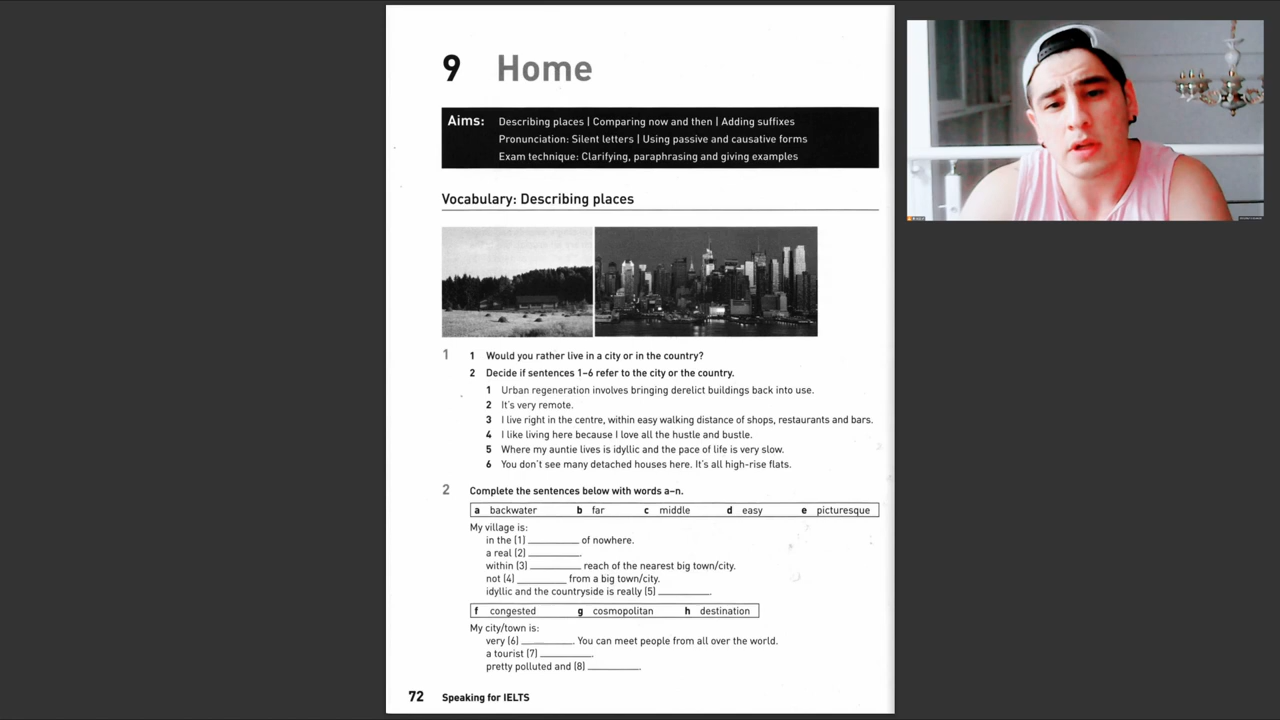 9 Home
Aims: Describing places | Comparing now and then | Adding suffixes
Pronunciation: Silent letters | Using passive and causative forms
Exam technique: Clarifying, paraphrasing and giving examples
Vocabulary: Describing places
1 1 Would you rather live in a city or in the country?
2 Decide if sentences 1–6 refer to the city or the country.
1 Urban regeneration involves bringing derelict buildings back into use.
2 It's very remote.
3 I live right in the centre, within easy walking distance of shops, restaurants and bars.
4 I like living here because I love all the hustle and bustle.
5 Where my auntie lives is idyllic and the pace of life is very slow.
6 You don't see many detached houses here. It's all high-rise flats.
2 Complete the sentences below with words a–n.
a backwater b far c middle d easy e picturesque
My village is:
in the (1) ________ of nowhere.
a real (2) ________.
within (3) ________ reach of the nearest big town/city.
not (4) ________ from a big town/city.
idyllic and the countryside is really (5) ________.
f congested g cosmopolitan h destination
My city/town is:
very (6) ________. You can meet people from all over the world.
a tourist (7) ________.
pretty polluted and (8) ________.
72 Speaking for IELTS